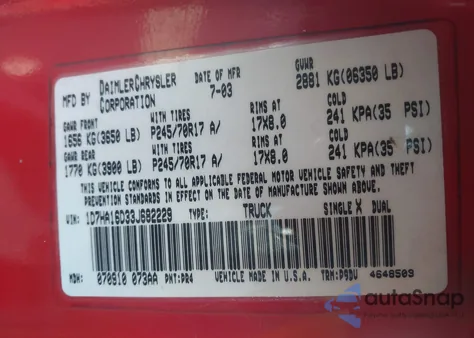 MFD BY DAIMLERCHRYSLER CORPORATION DATE OF MFR 7-03 GVWR 2881 KG(06350 LB)
GAWR FRONT WITH TIRES RIMS AT COLD
1656 KG(3650 LB) P245/70R17 A/ 17X8.0 241 KPA(35 PSI)
GAWR REAR WITH TIRES RIMS AT COLD
1770 KG(3900 LB) P245/70R17 A/ 17X8.0 241 KPA(35 PSI)
THIS VEHICLE CONFORMS TO ALL APPLICABLE FEDERAL MOTOR VEHICLE SAFETY AND THEFT
PREVENTION STANDARDS IN EFFECT ON THE DATE OF MANUFACTURE SHOWN ABOVE.
VIN: 1D7HA16D33J682229 TYPE: TRUCK SINGLE X DUAL
MDH: 070910 073AA PNT:PR4 VEHICLE MADE IN U.S.A. TRM:P9DV 4648503
autoSnap